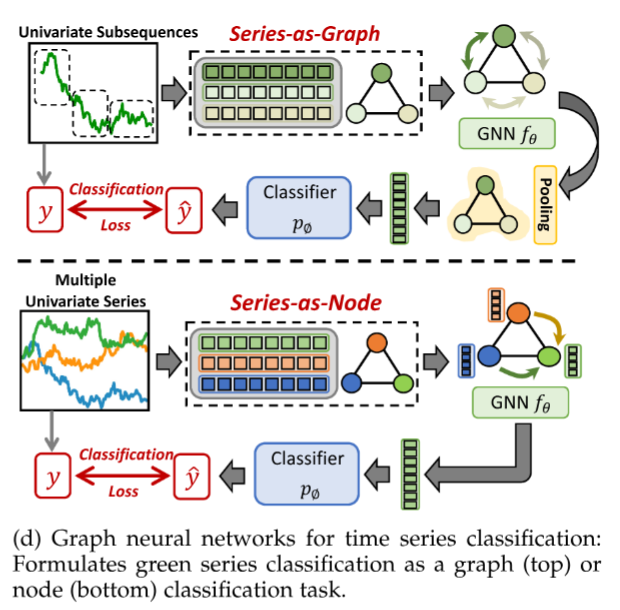 Univariate Subsequences
Series-as-Graph
GNN fθ
Pooling
Classifier
p∅
ŷ
Classification
Loss
y
Multiple
Univariate Series
Series-as-Node
GNN fθ
Classifier
p∅
ŷ
Classification
Loss
y
(d) Graph neural networks for time series classification:
Formulates green series classification as a graph (top) or
node (bottom) classification task.